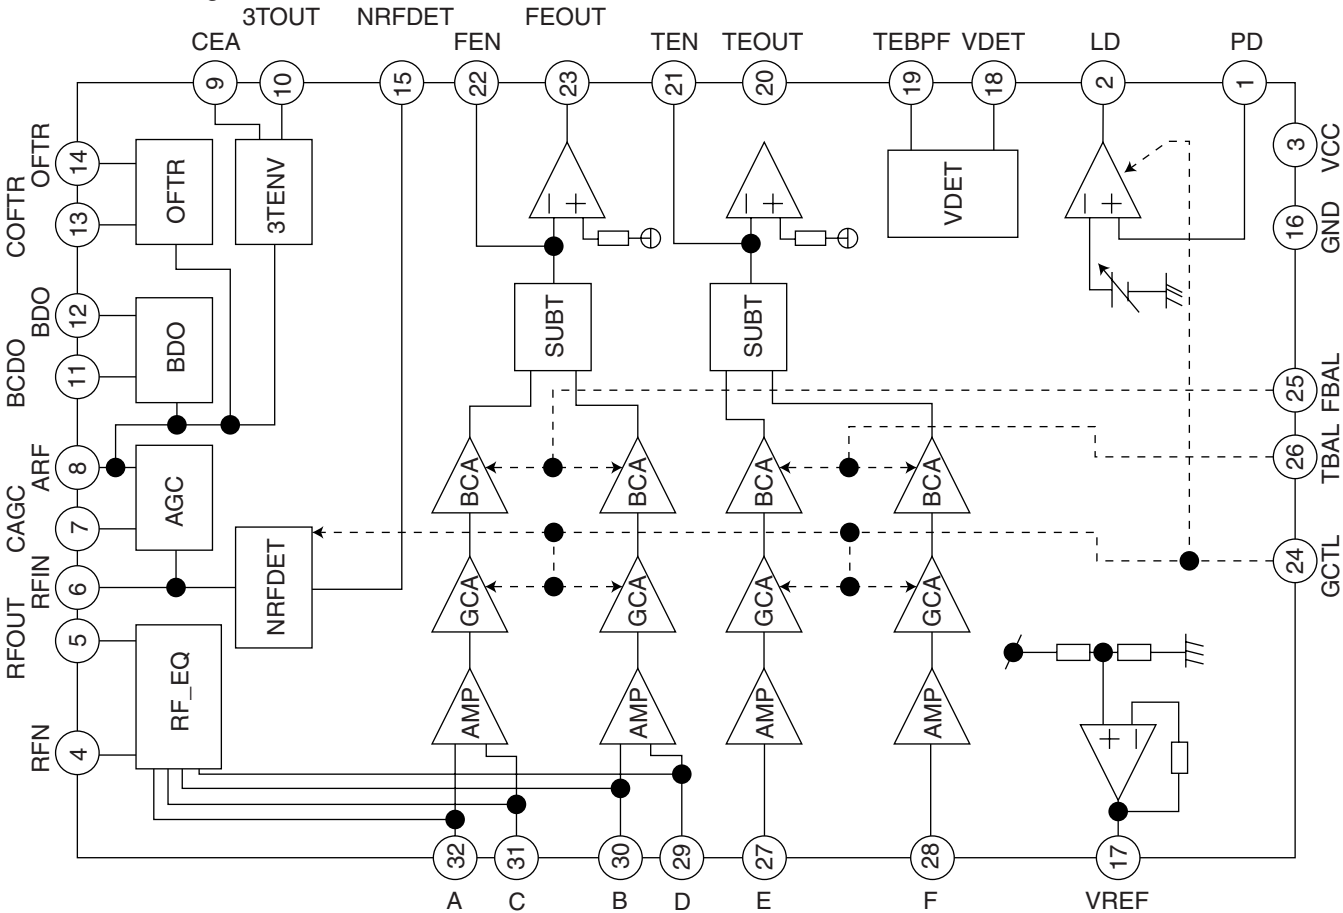 3TOUT NRFDET FEOUT
CEA FEN TEN TEOUT TEBPF VDET LD PD
9 10 15 22 23 21 20 19 18 2 1
OFTR 14
COFTR 13
BDO 12
BCDO 11
ARF 8
CAGC 7
RFIN 6
RFOUT 5
RFN 4
OFTR
3TENV
BDO
AGC
NRFDET
RF_EQ
− +
− +
VDET
− +
SUBT
SUBT
BCA BCA BCA BCA
GCA GCA GCA GCA
AMP AMP AMP AMP
+ −
3 VCC
16 GND
25 FBAL
26 TBAL
24 GCTL
32 31 30 29 27 28 17
A C B D E F VREF